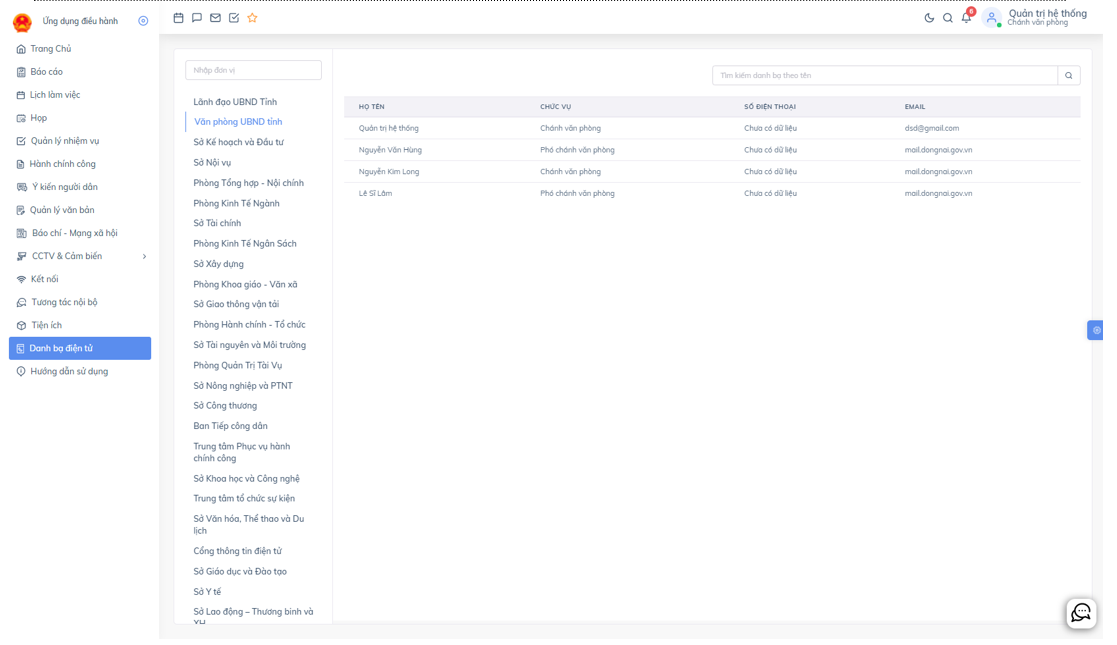 Ứng dụng điều hành
Trang Chủ
Báo cáo
Lịch làm việc
Họp
Quản lý nhiệm vụ
Hành chính công
Ý kiến người dân
Quản lý văn bản
Báo chí - Mạng xã hội
CCTV & Cảm biến
Kết nối
Tương tác nội bộ
Tiện ích
Danh bạ điện tử
Hướng dẫn sử dụng
6
Quản trị hệ thống
Chánh văn phòng
Nhập đơn vị
Lãnh đạo UBND Tỉnh
Văn phòng UBND tỉnh
Sở Kế hoạch và Đầu tư
Sở Nội vụ
Phòng Tổng hợp - Nội chính
Phòng Kinh Tế Ngành
Sở Tài chính
Phòng Kinh Tế Ngân Sách
Sở Xây dựng
Phòng Khoa giáo - Văn xã
Sở Giao thông vận tải
Phòng Hành chính - Tổ chức
Sở Tài nguyên và Môi trường
Phòng Quản Trị Tài Vụ
Sở Nông nghiệp và PTNT
Sở Công thương
Ban Tiếp công dân
Trung tâm Phục vụ hành
chính công
Sở Khoa học và Công nghệ
Trung tâm tổ chức sự kiện
Sở Văn hóa, Thể thao và Du
lịch
Cổng thông tin điện tử
Sở Giáo dục và Đào tạo
Sở Y tế
Sở Lao động – Thương binh và
XH
Tìm kiếm danh bạ theo tên
HỌ TÊN CHỨC VỤ SỐ ĐIỆN THOẠI EMAIL
Quản trị hệ thống Chánh văn phòng Chưa có dữ liệu dsd@gmail.com
Nguyễn Văn Hùng Phó chánh văn phòng Chưa có dữ liệu mail.dongnai.gov.vn
Nguyễn Kim Long Chánh văn phòng Chưa có dữ liệu mail.dongnai.gov.vn
Lê Sĩ Lâm Phó chánh văn phòng Chưa có dữ liệu mail.dongnai.gov.vn